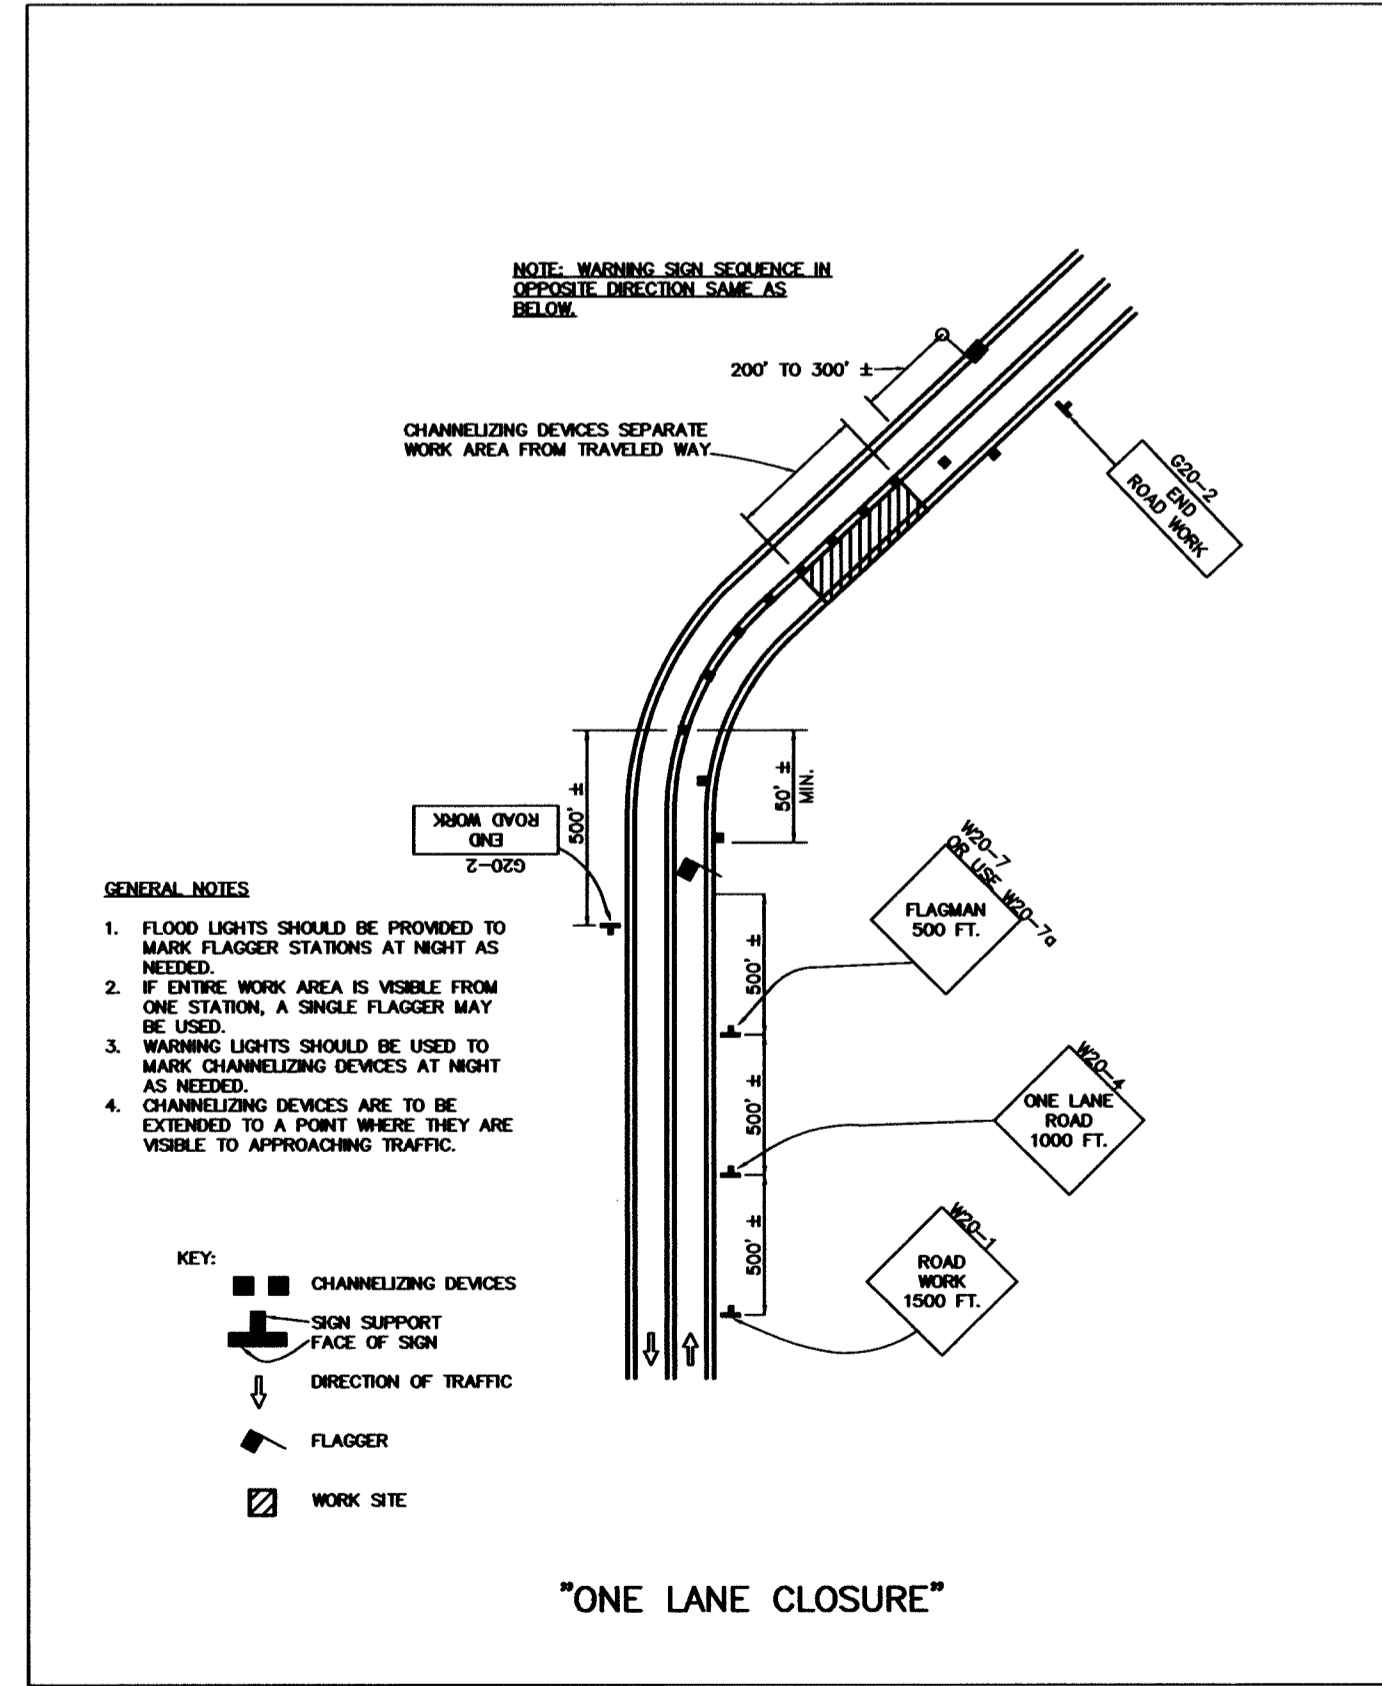 NOTE: WARNING SIGN SEQUENCE IN
OPPOSITE DIRECTION SAME AS
BELOW.
200' TO 300' ±
CHANNELIZING DEVICES SEPARATE
WORK AREA FROM TRAVELED WAY
G20-2
END
ROAD WORK
500' ±
50' ±
MIN.
G20-2
END
ROAD WORK
W20-7
OR USE W20-7a
FLAGMAN
500 FT.
GENERAL NOTES
1. FLOOD LIGHTS SHOULD BE PROVIDED TO
MARK FLAGGER STATIONS AT NIGHT AS
NEEDED.
2. IF ENTIRE WORK AREA IS VISIBLE FROM
ONE STATION, A SINGLE FLAGGER MAY
BE USED.
3. WARNING LIGHTS SHOULD BE USED TO
MARK CHANNELIZING DEVICES AT NIGHT
AS NEEDED.
4. CHANNELIZING DEVICES ARE TO BE
EXTENDED TO A POINT WHERE THEY ARE
VISIBLE TO APPROACHING TRAFFIC.
500' ±
500' ±
500' ±
W20-4
ONE LANE
ROAD
1000 FT.
W20-1
ROAD
WORK
1500 FT.
KEY:
CHANNELIZING DEVICES
SIGN SUPPORT
FACE OF SIGN
DIRECTION OF TRAFFIC
FLAGGER
WORK SITE
"ONE LANE CLOSURE"